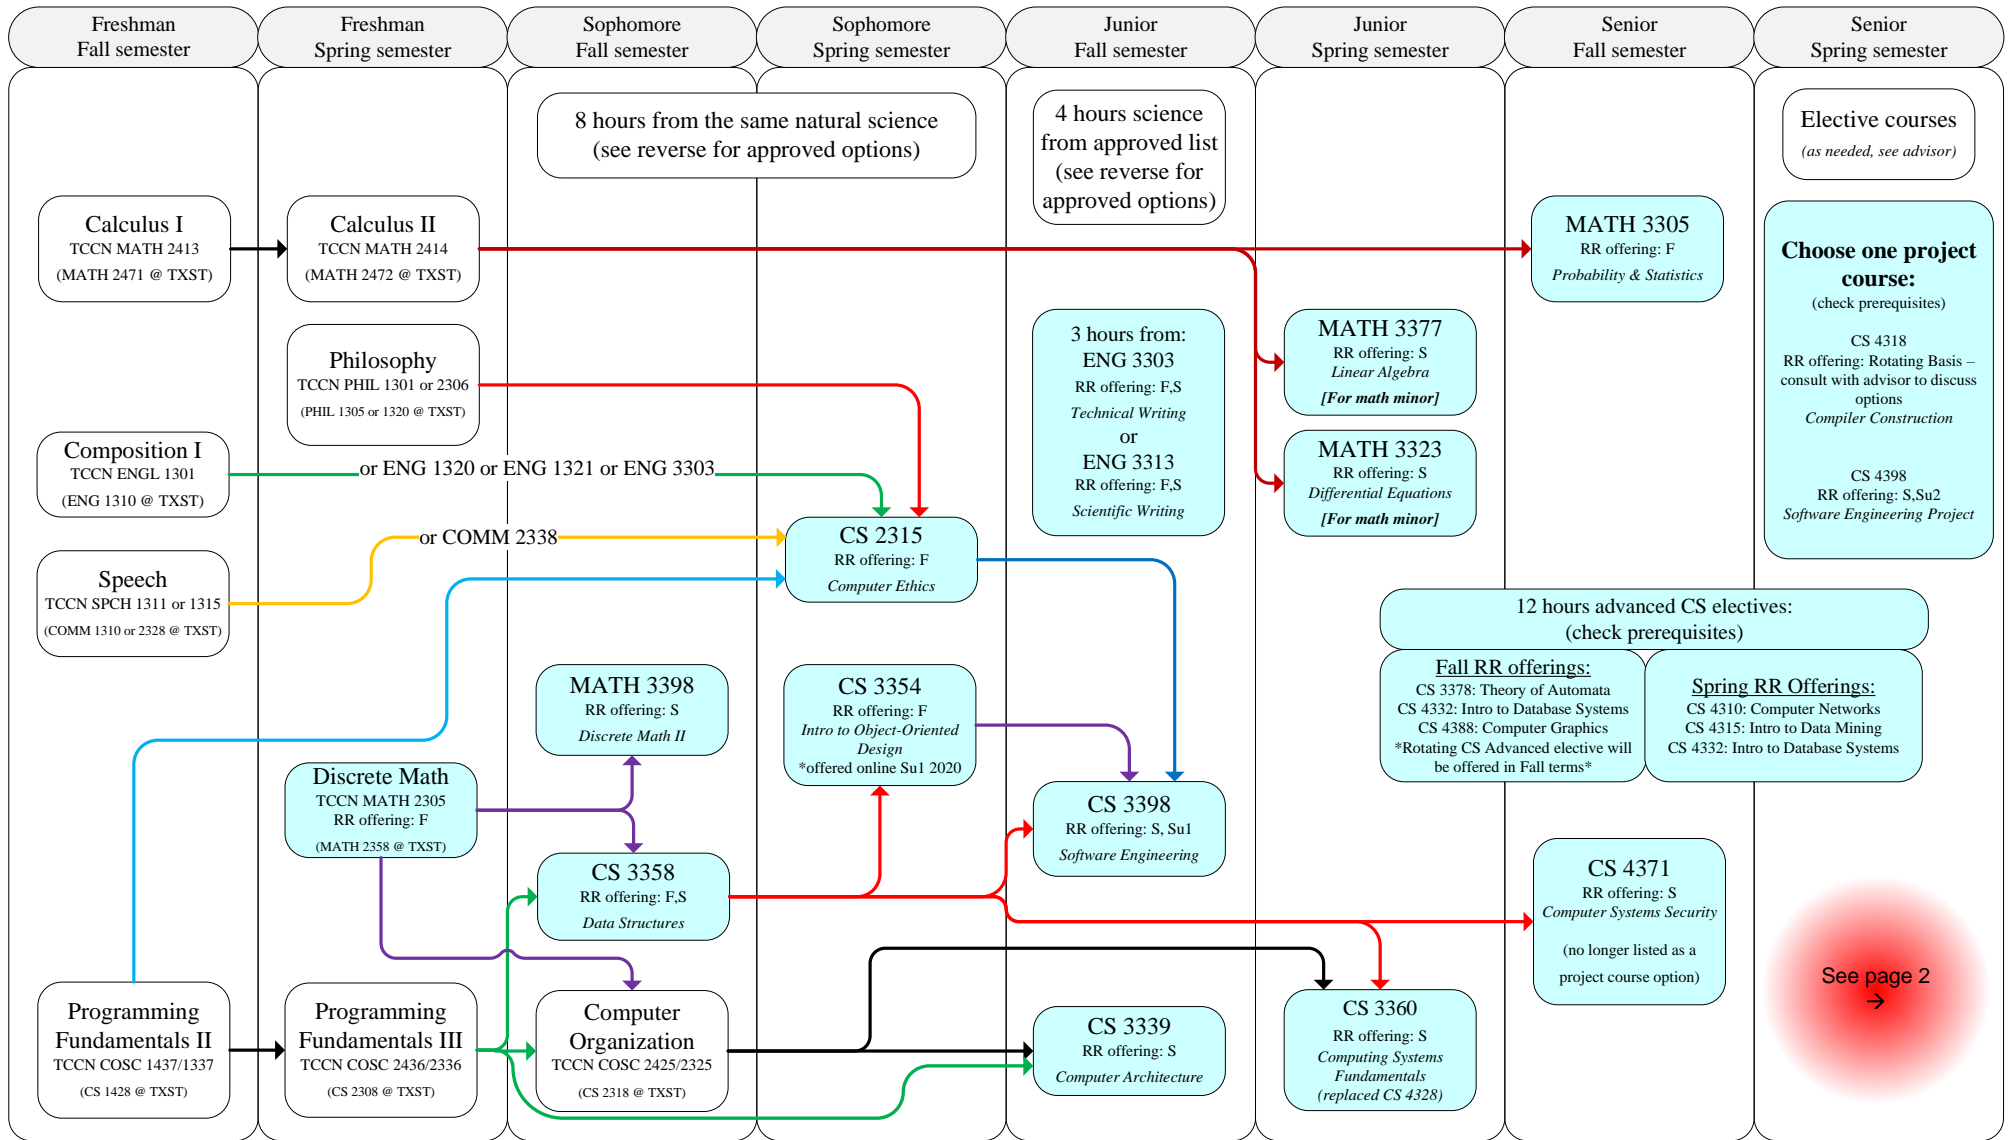 Freshman
Fall semester
Freshman
Spring semester
Sophomore
Fall semester
Sophomore
Spring semester
Junior
Fall semester
Junior
Spring semester
Senior
Fall semester
Senior
Spring semester
8 hours from the same natural science
(see reverse for approved options)
4 hours science
from approved list
(see reverse for
approved options)
Elective courses
(as needed, see advisor)
Calculus I
TCCN MATH 2413
(MATH 2471 @ TXST)
Calculus II
TCCN MATH 2414
(MATH 2472 @ TXST)
MATH 3305
RR offering: F
Probability & Statistics
Choose one project
course:
(check prerequisites)
CS 4318
RR offering: Rotating Basis –
consult with advisor to discuss
options
Compiler Construction
CS 4398
RR offering: S,Su2
Software Engineering Project
Philosophy
TCCN PHIL 1301 or 2306
(PHIL 1305 or 1320 @ TXST)
3 hours from:
ENG 3303
RR offering: F,S
Technical Writing
or
ENG 3313
RR offering: F,S
Scientific Writing
MATH 3377
RR offering: S
Linear Algebra
[For math minor]
MATH 3323
RR offering: S
Differential Equations
[For math minor]
Composition I
TCCN ENGL 1301
(ENG 1310 @ TXST)
or ENG 1320 or ENG 1321 or ENG 3303
Speech
TCCN SPCH 1311 or 1315
(COMM 1310 or 2328 @ TXST)
or COMM 2338
CS 2315
RR offering: F
Computer Ethics
12 hours advanced CS electives:
(check prerequisites)
Fall RR offerings:
CS 3378: Theory of Automata
CS 4332: Intro to Database Systems
CS 4388: Computer Graphics
*Rotating CS Advanced elective will
be offered in Fall terms*
Spring RR Offerings:
CS 4310: Computer Networks
CS 4315: Intro to Data Mining
CS 4332: Intro to Database Systems
MATH 3398
RR offering: S
Discrete Math II
CS 3354
RR offering: F
Intro to Object-Oriented
Design
*offered online Su1 2020
Discrete Math
TCCN MATH 2305
RR offering: F
(MATH 2358 @ TXST)
CS 3398
RR offering: S, Su1
Software Engineering
CS 3358
RR offering: F,S
Data Structures
CS 4371
RR offering: S
Computer Systems Security
(no longer listed as a
project course option)
See page 2
→
Programming
Fundamentals II
TCCN COSC 1437/1337
(CS 1428 @ TXST)
Programming
Fundamentals III
TCCN COSC 2436/2336
(CS 2308 @ TXST)
Computer
Organization
TCCN COSC 2425/2325
(CS 2318 @ TXST)
CS 3339
RR offering: S
Computer Architecture
CS 3360
RR offering: S
Computing Systems
Fundamentals
(replaced CS 4328)